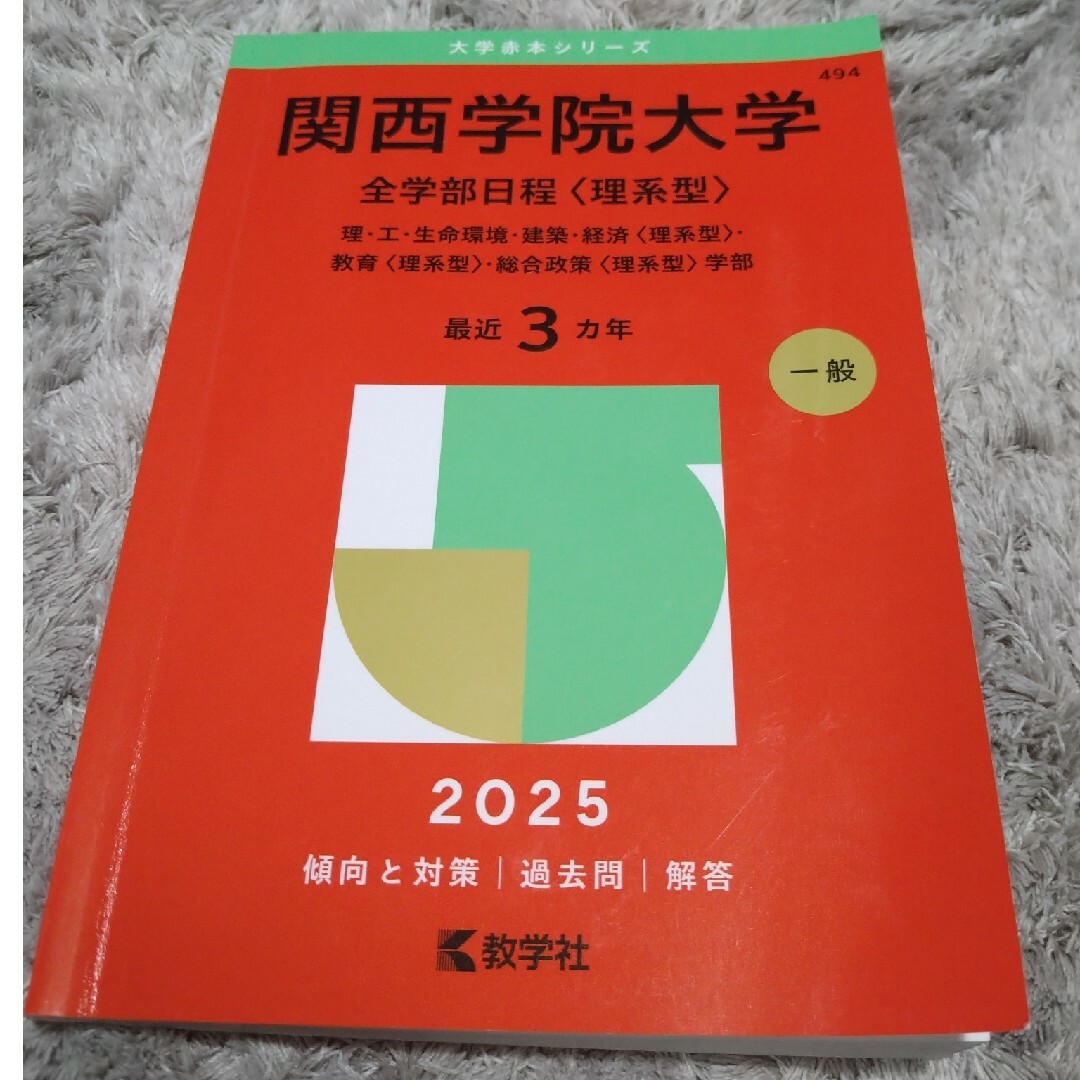 大学赤本シリーズ
494
関西学院大学
全学部日程〈理系型〉
理・工・生命環境・建築・経済〈理系型〉・
教育〈理系型〉・総合政策〈理系型〉学部
最近 3 カ年
一般
2025
傾向と対策|過去問|解答
教学社